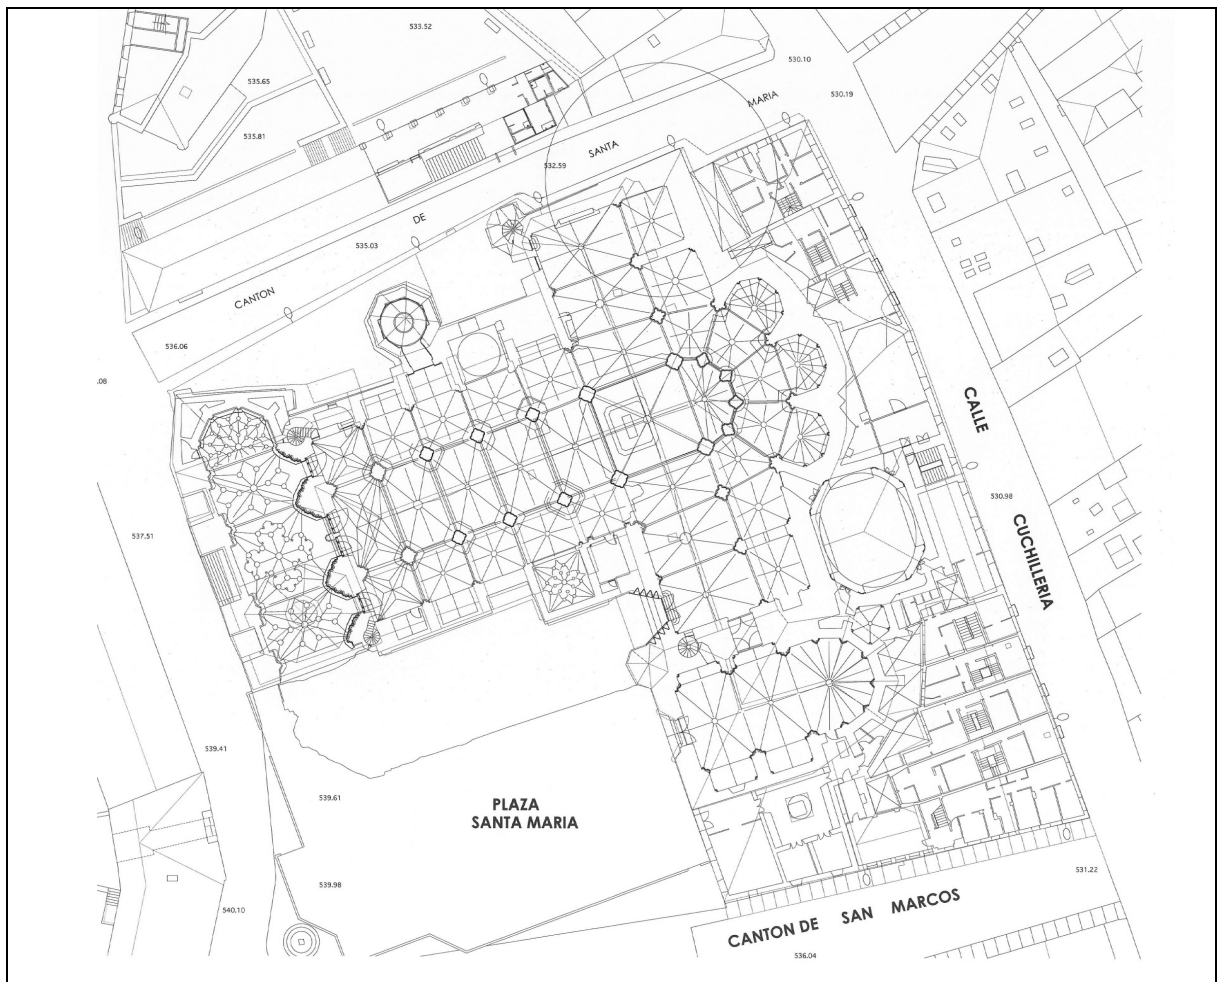 533.52
530.10
535.65
530.19
MARIA
535.81
SANTA
532.59
DE
535.03
CANTON
536.06
.08
CALLE
530.98
537.51
CUCHILLERIA
539.41
539.61
PLAZA
SANTA MARIA
531.22
539.98
540.10
CANTON DE SAN MARCOS
536.04